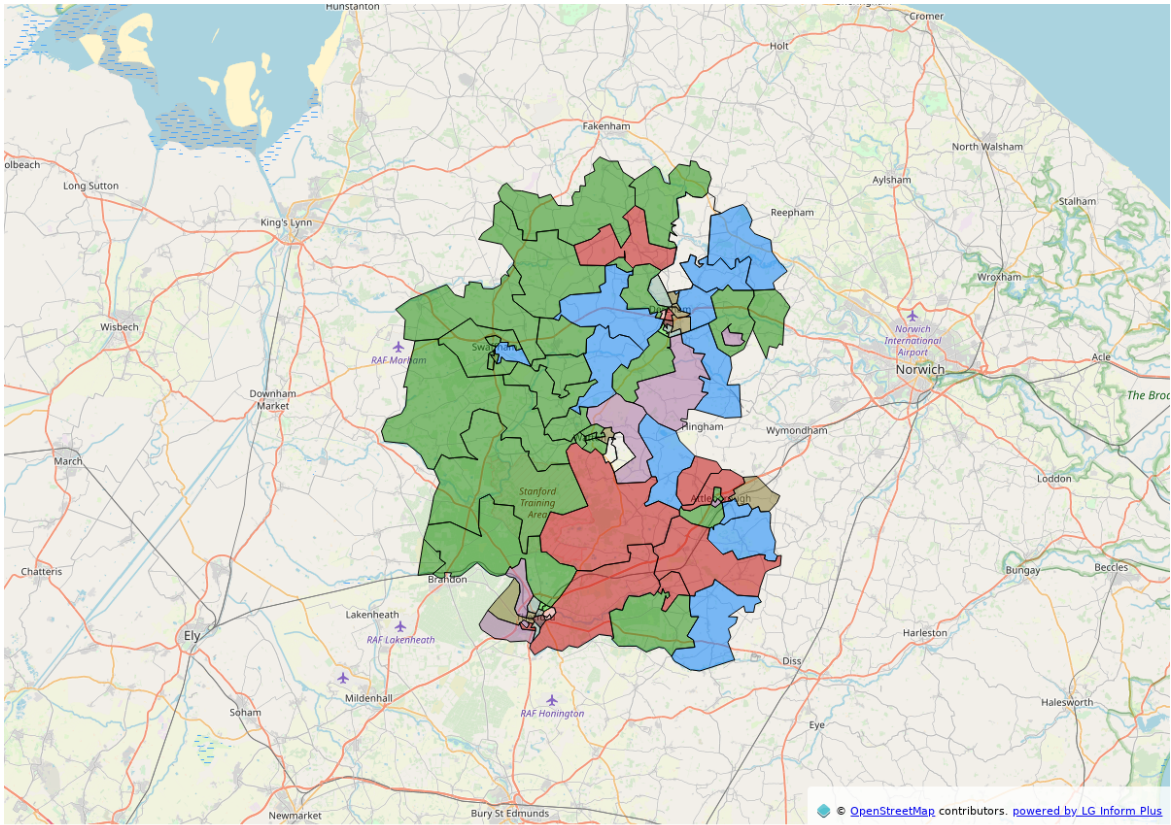 Hunstanton
Cromer
Holt
Fakenham
North Walsham
olbeach
Long Sutton
Aylsham
King's Lynn
Reepham
Stalham
Wroxham
Wisbech
RAF Marham
Norwich
International
Airport
Acle
Norwich
Downham
Market
The Broa
Hingham
Wymondham
March
Loddon
Stanford
Training
Area
Chatteris
Brandon
Bungay
Beccles
Lakenheath
RAF Lakenheath
Ely
Harleston
Diss
Mildenhall
Halesworth
Soham
RAF Honington
Eye
Newmarket
Bury St Edmunds
© OpenStreetMap contributors. powered by LG Inform Plus